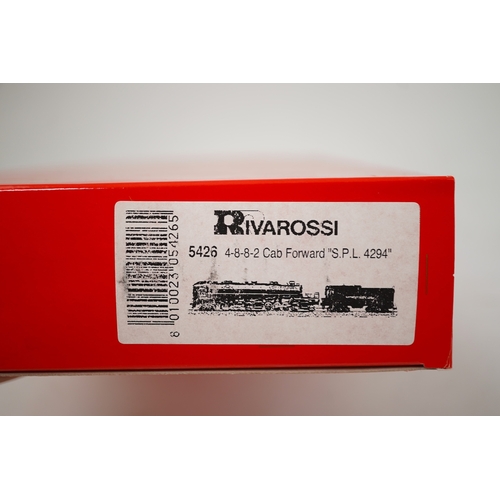 RIVAROSSI
5426 4-8-8-2 Cab Forward "S.P.L. 4294"
8 010023 054265